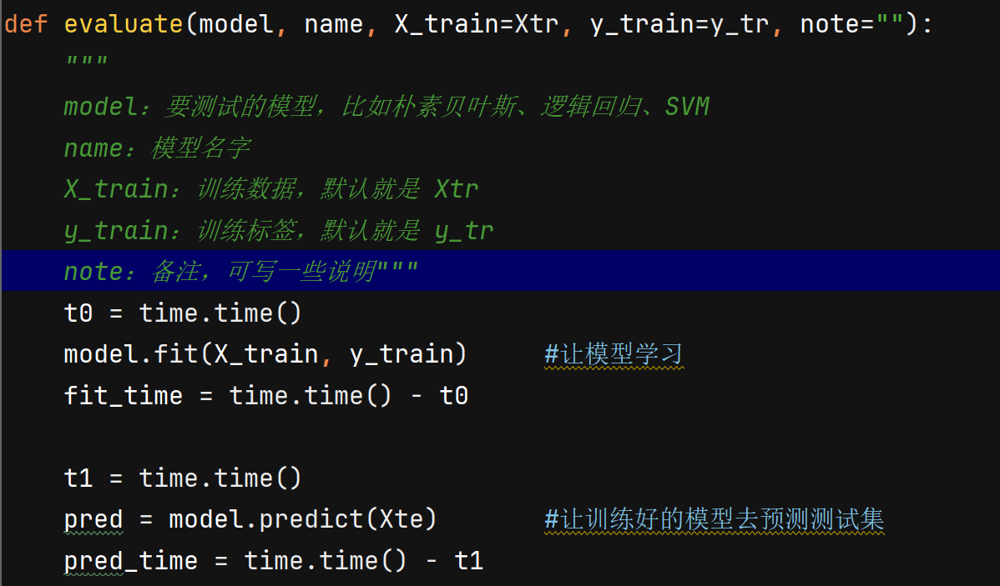 def evaluate(model, name, X_train=Xtr, y_train=y_tr, note=""):
"""
model：要测试的模型，比如朴素贝叶斯、逻辑回归、SVM
name：模型名字
X_train：训练数据，默认就是 Xtr
y_train：训练标签，默认就是 y_tr
note：备注，可写一些说明"""
t0 = time.time()
model.fit(X_train, y_train) #让模型学习
fit_time = time.time() - t0
t1 = time.time()
pred = model.predict(Xte) #让训练好的模型去预测测试集
pred_time = time.time() - t1